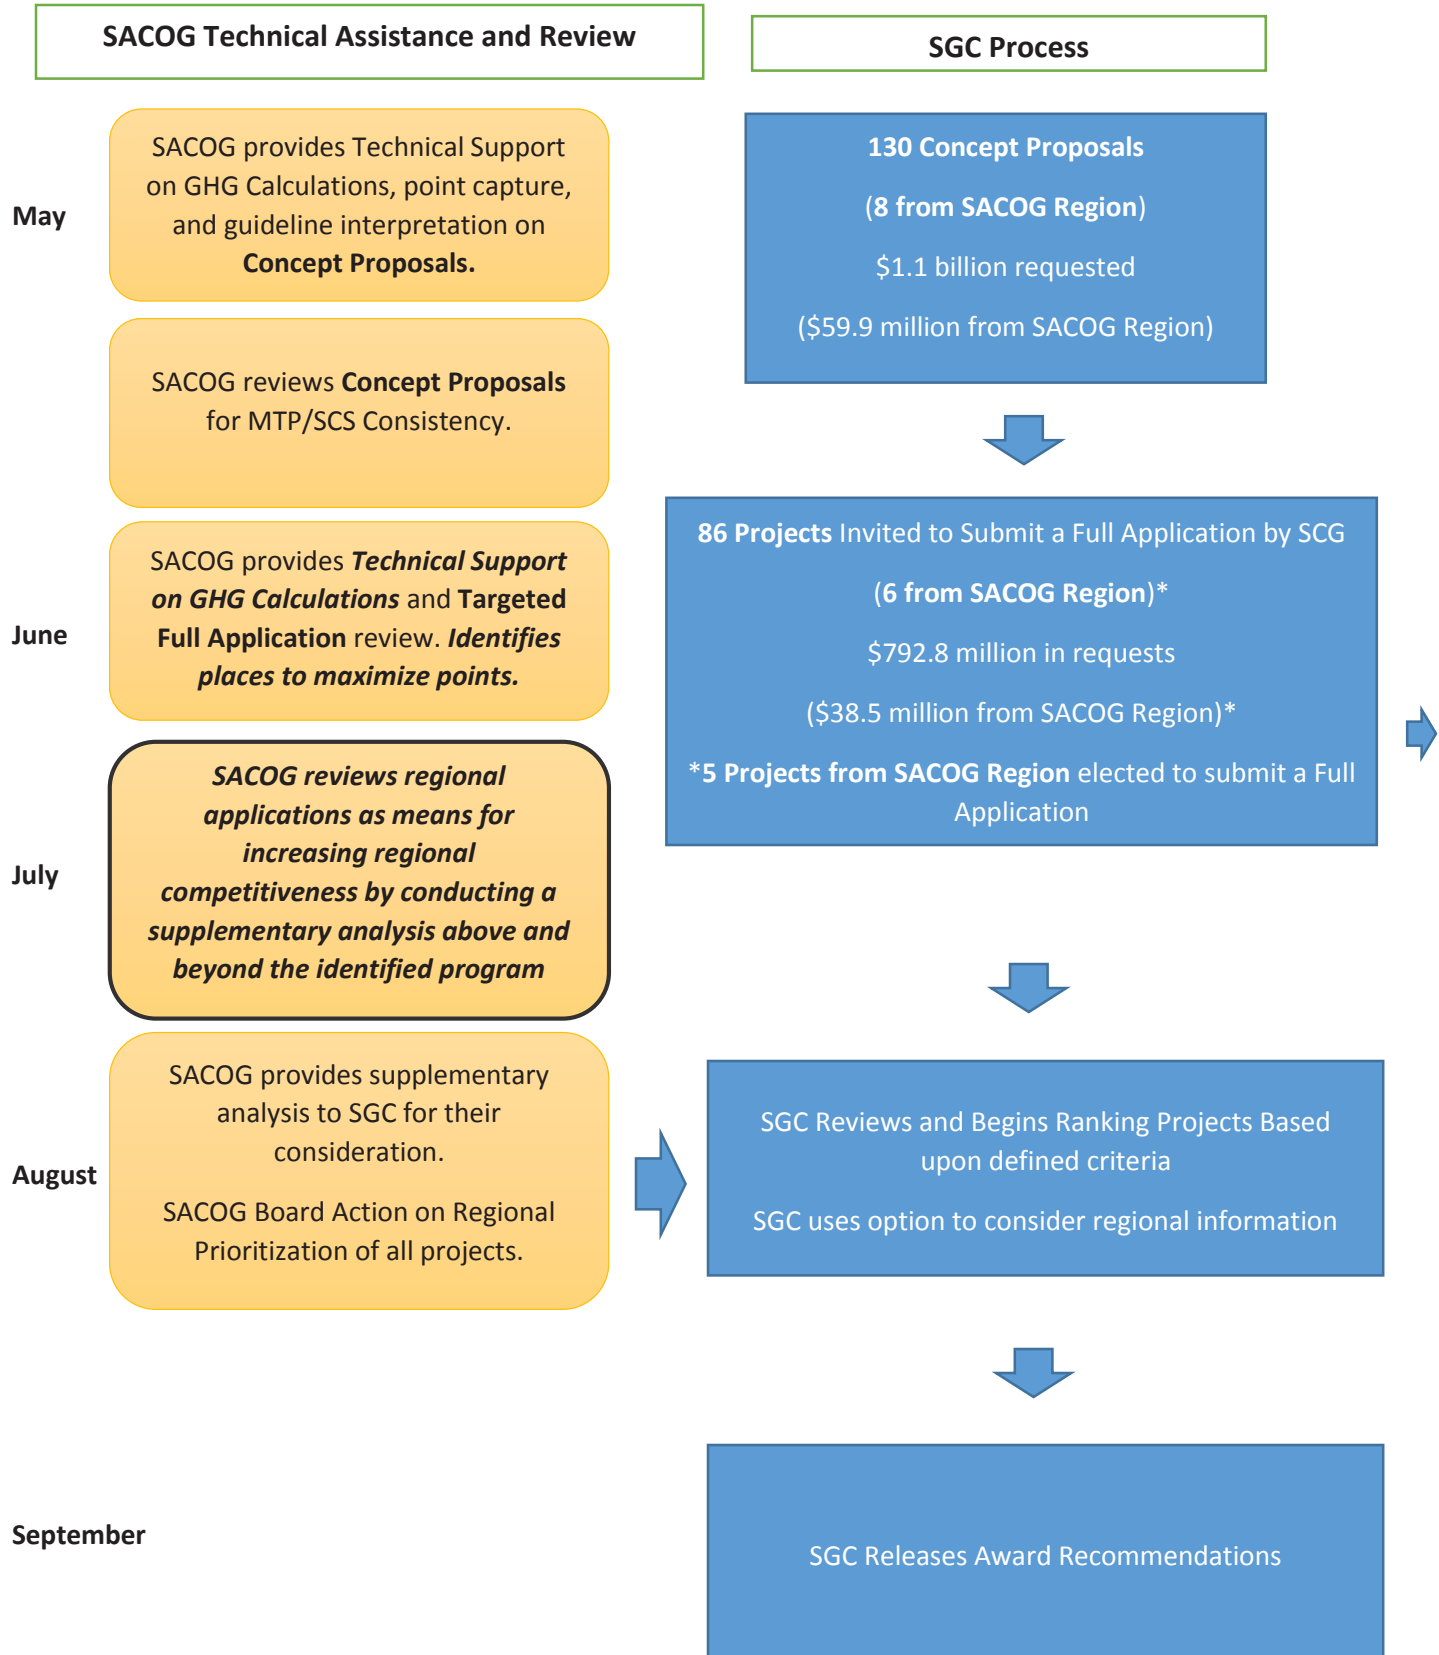 SACOG Technical Assistance and Review
SGC Process
May
SACOG provides Technical Support
on GHG Calculations, point capture,
and guideline interpretation on
Concept Proposals.
130 Concept Proposals
(8 from SACOG Region)
$1.1 billion requested
($59.9 million from SACOG Region)
SACOG reviews Concept Proposals
for MTP/SCS Consistency.
June
SACOG provides Technical Support
on GHG Calculations and Targeted
Full Application review. Identifies
places to maximize points.
86 Projects Invited to Submit a Full Application by SCG
(6 from SACOG Region)*
$792.8 million in requests
($38.5 million from SACOG Region)*
*5 Projects from SACOG Region elected to submit a Full
Application
July
SACOG reviews regional
applications as means for
increasing regional
competitiveness by conducting a
supplementary analysis above and
beyond the identified program
August
SACOG provides supplementary
analysis to SGC for their
consideration.
SACOG Board Action on Regional
Prioritization of all projects.
SGC Reviews and Begins Ranking Projects Based
upon defined criteria
SGC uses option to consider regional information
September
SGC Releases Award Recommendations